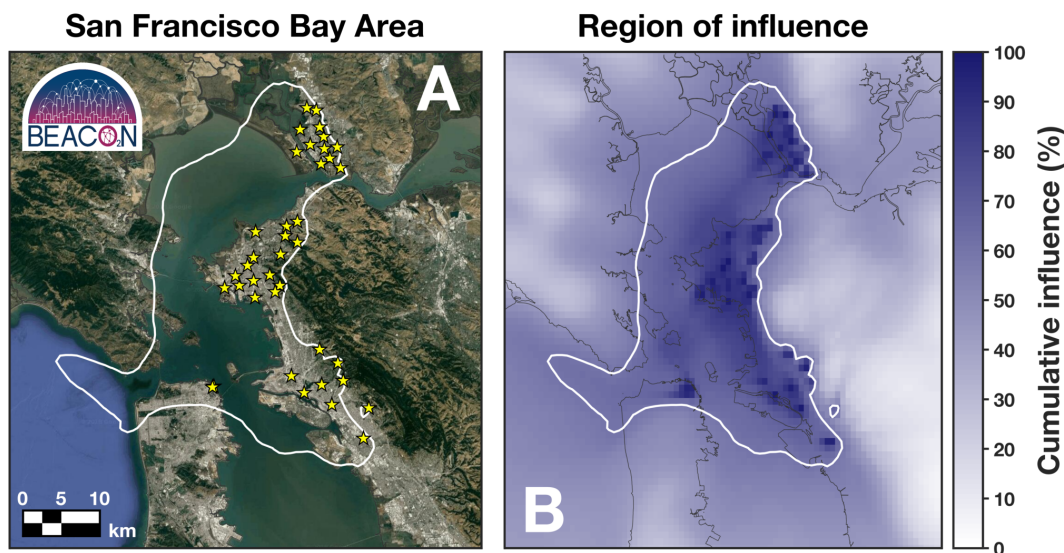 San Francisco Bay Area
Region of influence
A
BEACO₂N
0 5 10
km
B
100
90
80
70
60
50
40
30
20
10
0
Cumulative influence (%)